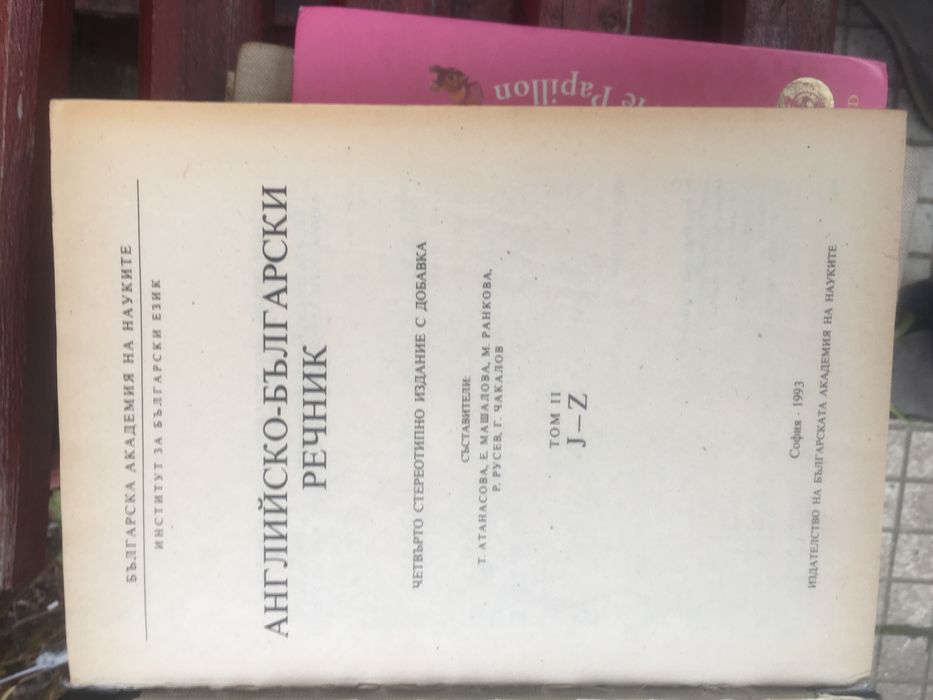 БЪЛГАРСКА АКАДЕМИЯ НА НАУКИТЕ
ИНСТИТУТ ЗА БЪЛГАРСКИ ЕЗИК
АНГЛИЙСКО-БЪЛГАРСКИ
РЕЧНИК
ЧЕТВЪРТО СТЕРЕОТИПНО ИЗДАНИЕ С ДОБАВКА
СЪСТАВИТЕЛИ:
Т. АТАНАСОВА, Е. МАШАЛОВА, М. РАНКОВА,
Р. РУСЕВ, Г. ЧАКАЛОВ
ТОМ II
J—Z
София · 1993
ИЗДАТЕЛСТВО НА БЪЛГАРСКАТА АКАДЕМИЯ НА НАУКИТЕ
Papillon